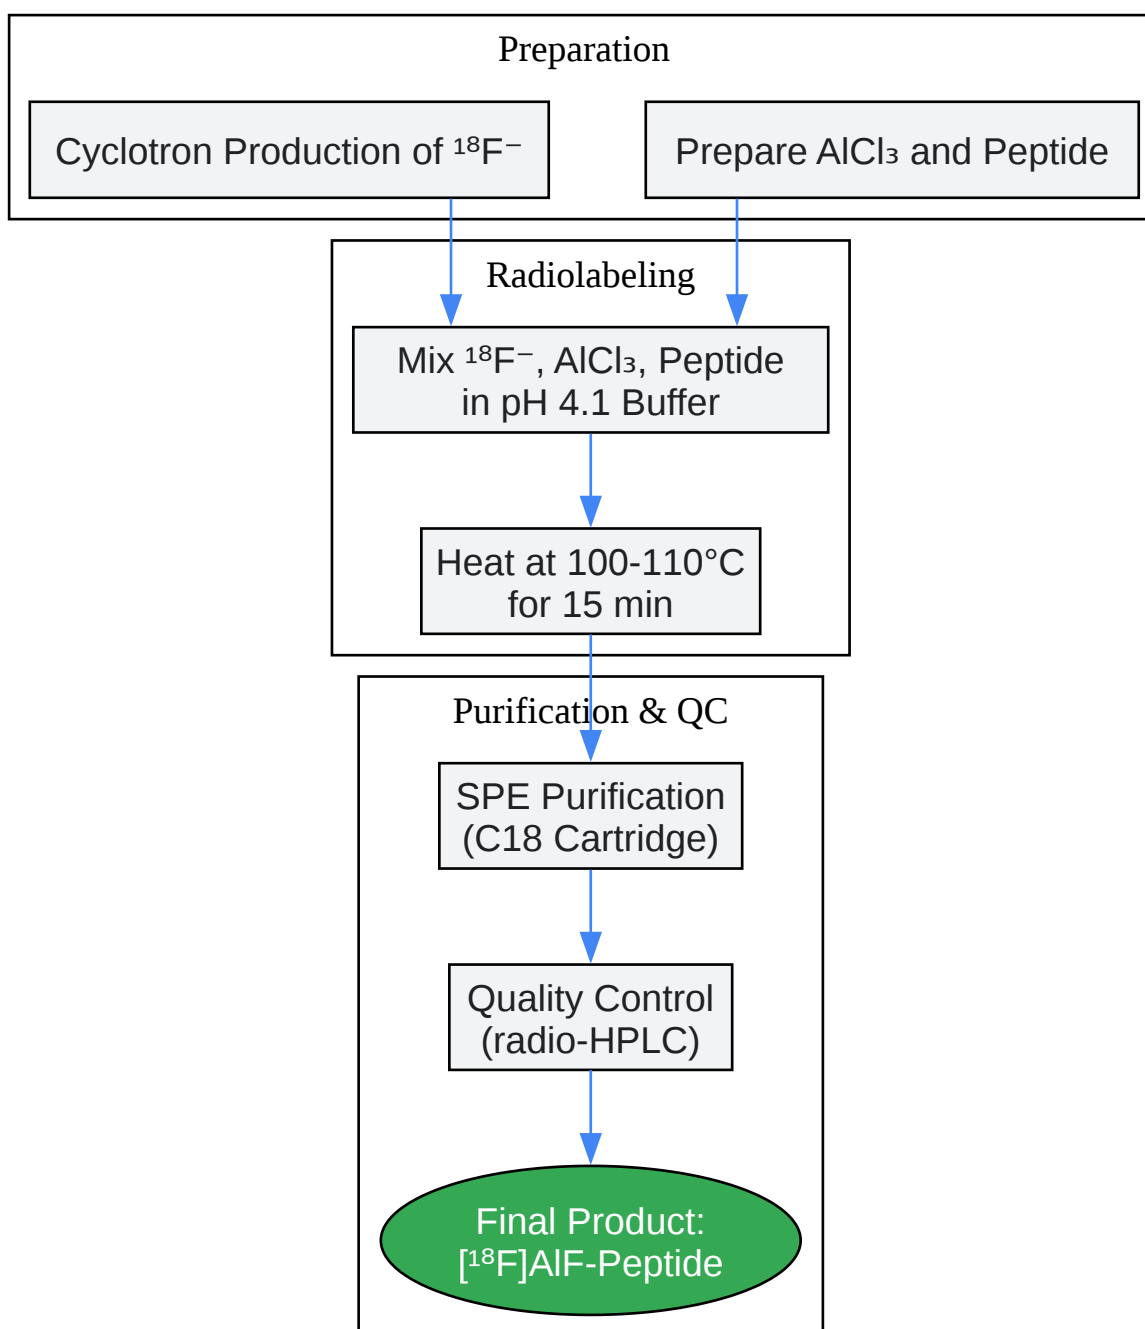 Preparation
Cyclotron Production of ¹⁸F⁻
Prepare AlCl₃ and Peptide
Radiolabeling
Mix ¹⁸F⁻, AlCl₃, Peptide
in pH 4.1 Buffer
Heat at 100-110°C
for 15 min
Purification & QC
SPE Purification
(C18 Cartridge)
Quality Control
(radio-HPLC)
Final Product:
[¹⁸F]AlF-Peptide